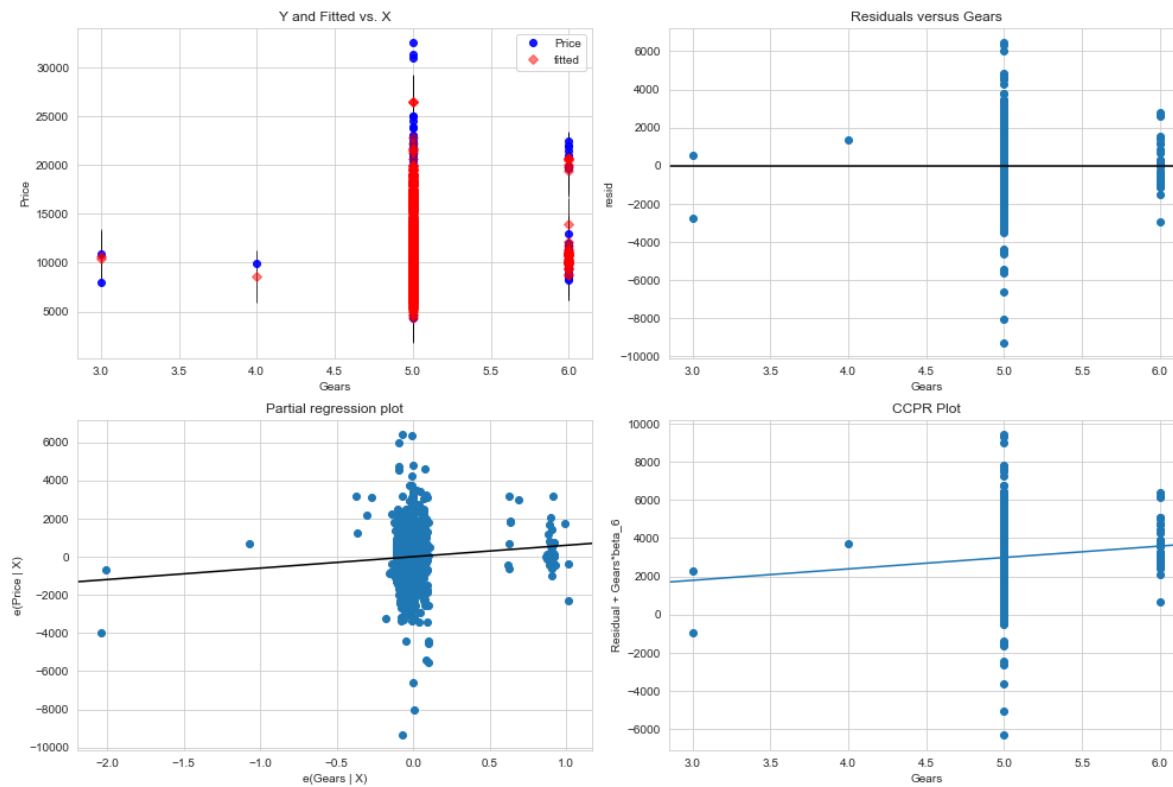 Y and Fitted vs. X
Price
fitted
Price
30000
25000
20000
15000
10000
5000
3.0 3.5 4.0 4.5 5.0 5.5 6.0
Gears
Residuals versus Gears
resid
6000
4000
2000
0
−2000
−4000
−6000
−8000
−10000
3.0 3.5 4.0 4.5 5.0 5.5 6.0
Gears
Partial regression plot
e(Price | X)
6000
4000
2000
0
−2000
−4000
−6000
−8000
−10000
−2.0 −1.5 −1.0 −0.5 0.0 0.5 1.0
e(Gears | X)
CCPR Plot
Residual + Gears*beta_6
10000
8000
6000
4000
2000
0
−2000
−4000
−6000
3.0 3.5 4.0 4.5 5.0 5.5 6.0
Gears